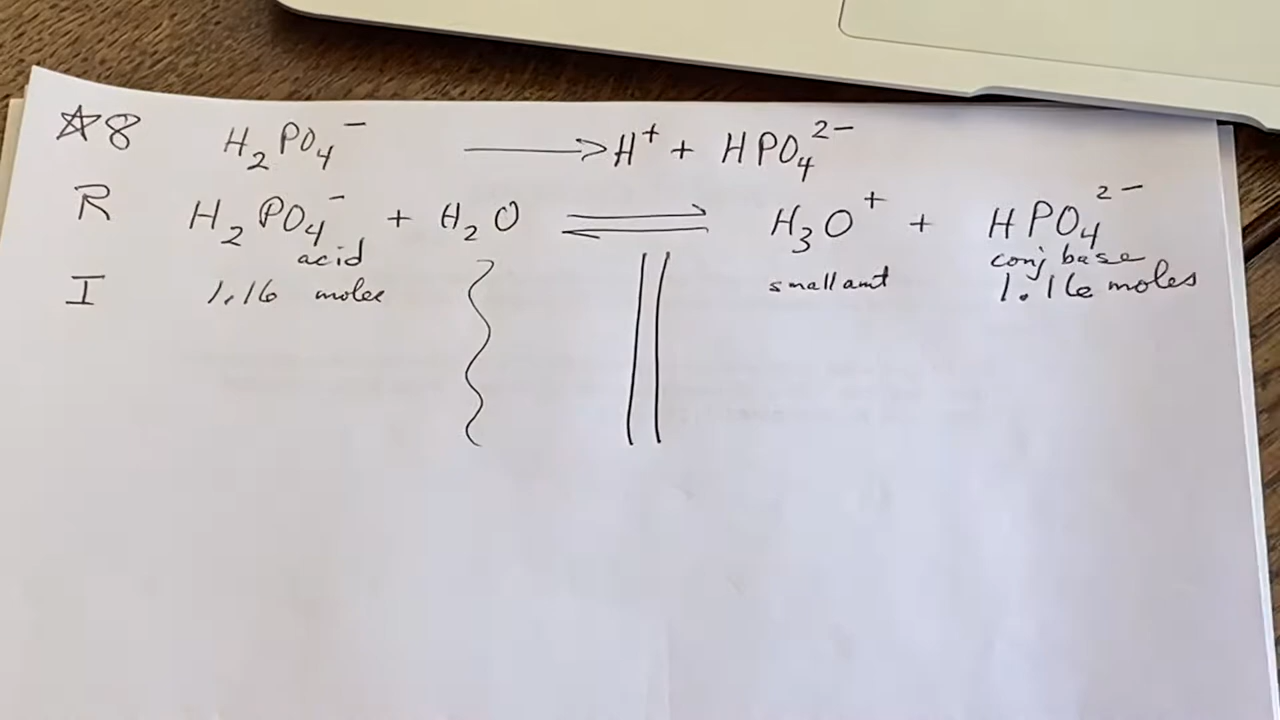 ☆8 H₂PO₄⁻ ⟶ H⁺ + HPO₄²⁻
R H₂PO₄⁻ + H₂O ⇌ H₃O⁺ + HPO₄²⁻
acid conj base
I 1.16 moles small amt 1.16 moles